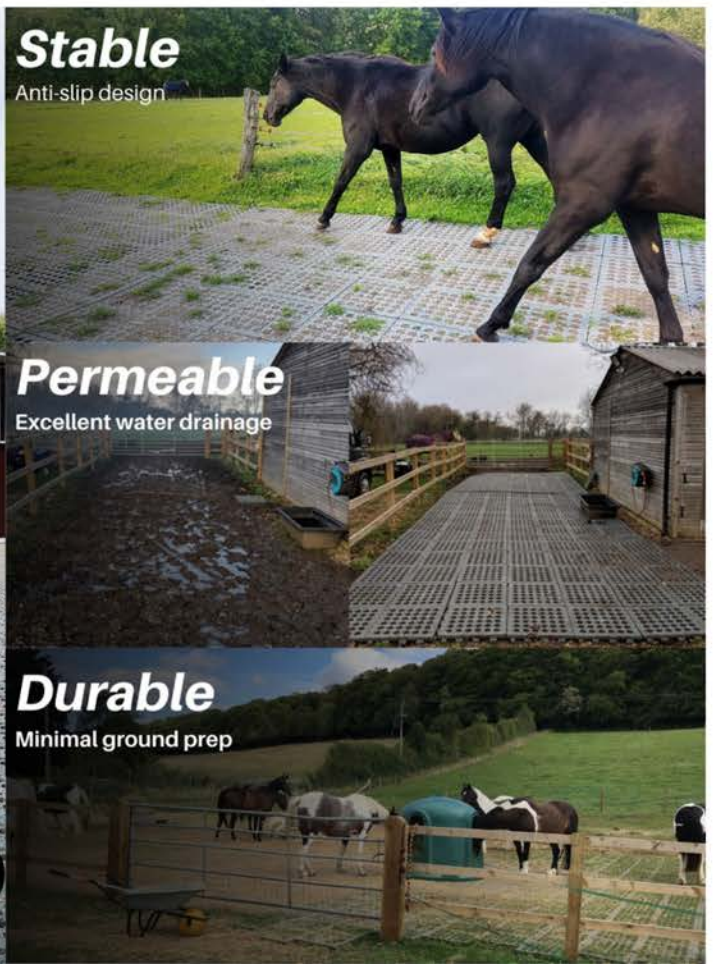 Stable
Anti-slip design
Permeable
Excellent water drainage
Durable
Minimal ground prep